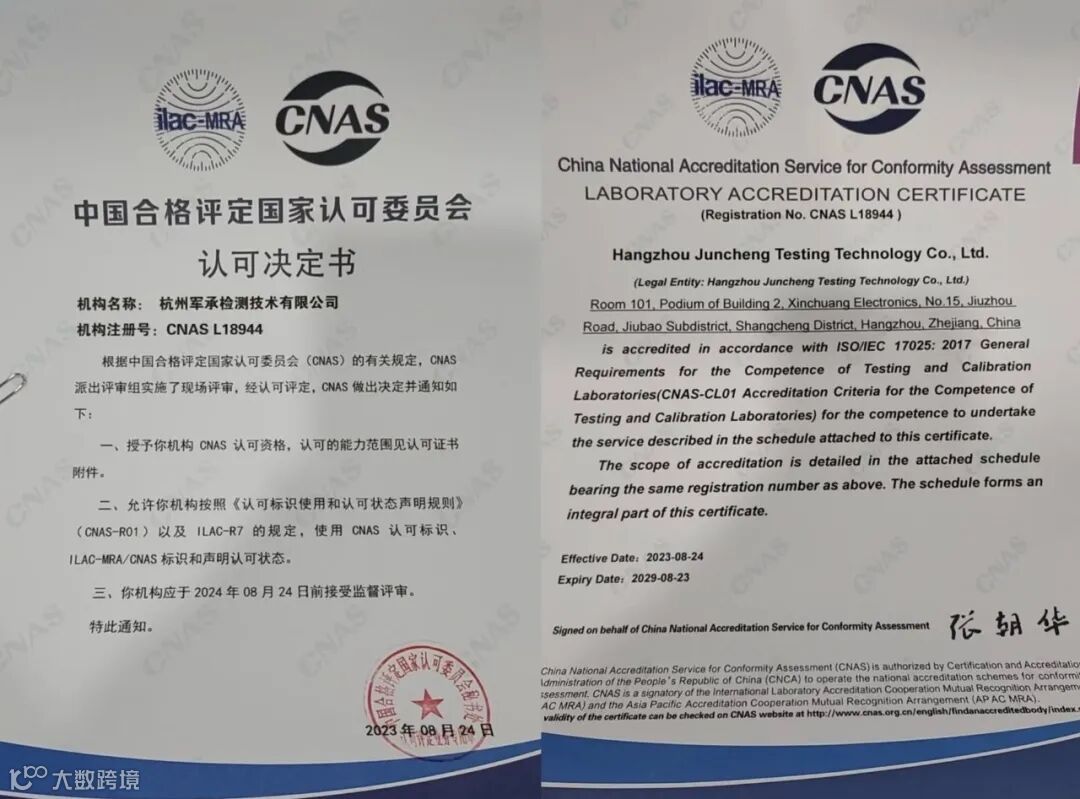 ilac-MRA
CNAS
中国合格评定国家认可委员会
认可决定书
机构名称： 杭州军承检测技术有限公司
机构注册号：CNAS L18944
根据中国合格评定国家认可委员会（CNAS）的有关规定，CNAS
派出评审组实施了现场评审，经认可评定，CNAS 做出决定并通知如
下：
一、授予你机构 CNAS 认可资格，认可的能力范围见认可证书
附件。
二、允许你机构按照《认可标识使用和认可状态声明规则》
（CNAS-R01）以及 ILAC-R7 的规定，使用 CNAS 认可标识、
ILAC-MRA/CNAS 标识和声明认可状态。
三、你机构应于 2024 年 08 月 24 日前接受监督评审。
特此通知。
中国合格评定国家认可委员会秘书处
2023 年 08 月 24 日
大数跨境
ilac-MRA
CNAS
China National Accreditation Service for Conformity Assessment
LABORATORY ACCREDITATION CERTIFICATE
(Registration No. CNAS L18944 )
Hangzhou Juncheng Testing Technology Co., Ltd.
(Legal Entity: Hangzhou Juncheng Testing Technology Co., Ltd.)
Room 101, Podium of Building 2, Xinchuang Electronics, No.15, Jiuzhou
Road, Jiubao Subdistrict, Shangcheng District, Hangzhou, Zhejiang, China
is accredited in accordance with ISO/IEC 17025: 2017 General
Requirements for the Competence of Testing and Calibration
Laboratories(CNAS-CL01 Accreditation Criteria for the Competence of
Testing and Calibration Laboratories) for the competence to undertake
the service described in the schedule attached to this certificate.
The scope of accreditation is detailed in the attached schedule
bearing the same registration number as above. The schedule forms an
integral part of this certificate.
Effective Date: 2023-08-24
Expiry Date: 2029-08-23
Signed on behalf of China National Accreditation Service for Conformity Assessment 张朝华
China National Accreditation Service for Conformity Assessment (CNAS) is authorized by Certification and Accreditation
Administration of the People's Republic of China (CNCA) to operate the national accreditation schemes for conformi
ssessment. CNAS is a signatory of the International Laboratory Accreditation Cooperation Mutual Recognition Arrangeme
AC MRA) and the Asia Pacific Accreditation Cooperation Mutual Recognition Arrangement (APAC MRA).
validity of the certificate can be checked on CNAS website at http://www.cnas.org.cn/english/findanaccreditedbody/index.s